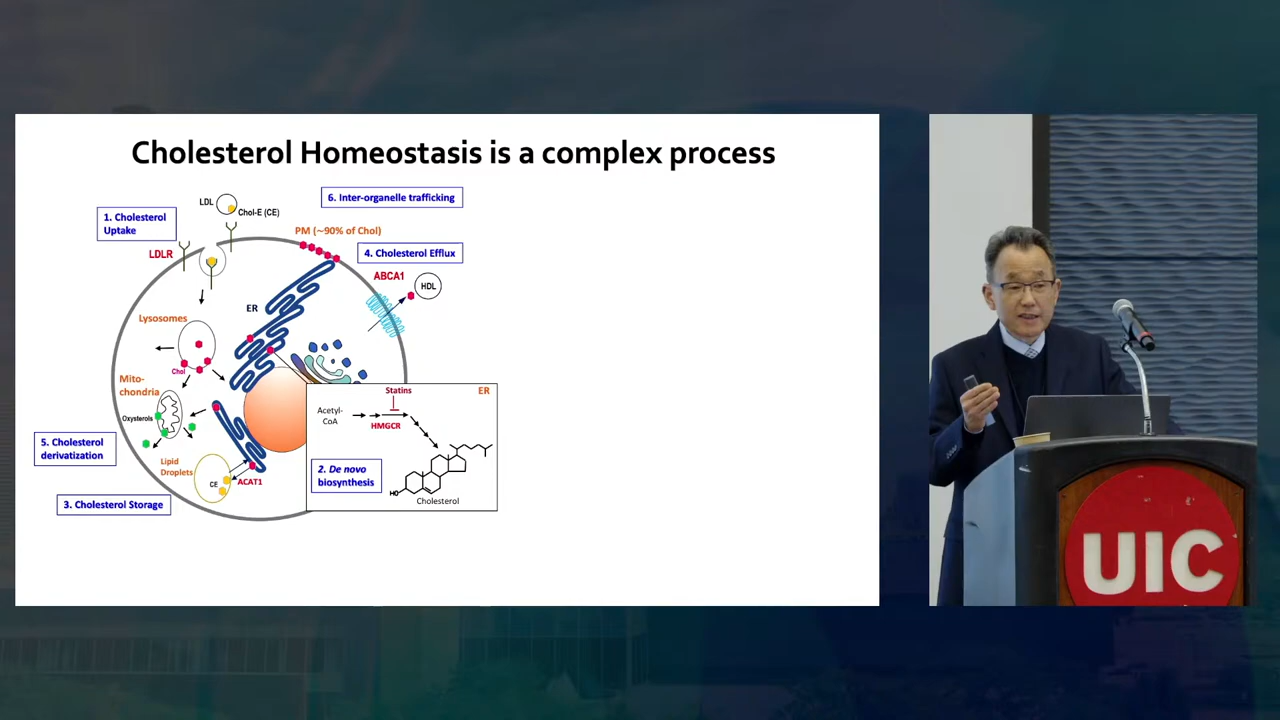 Cholesterol Homeostasis is a complex process
6. Inter-organelle trafficking
LDL
Chol-E (CE)
1. Cholesterol
Uptake
PM (~90% of Chol)
LDLR
4. Cholesterol Efflux
ABCA1
HDL
ER
Lysosomes
Chol
Mito-
chondria
Oxysterols
5. Cholesterol
derivatization
Lipid
Droplets
CE
ACAT1
3. Cholesterol Storage
Statins
ER
Acetyl-
CoA
HMGCR
2. De novo
biosynthesis
HO
Cholesterol
UIC